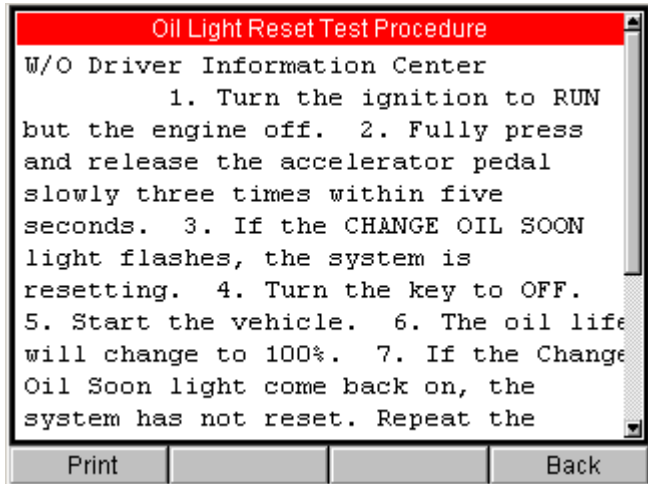 Oil Light Reset Test Procedure
W/O Driver Information Center
1. Turn the ignition to RUN
but the engine off. 2. Fully press
and release the accelerator pedal
slowly three times within five
seconds. 3. If the CHANGE OIL SOON
light flashes, the system is
resetting. 4. Turn the key to OFF.
5. Start the vehicle. 6. The oil life
will change to 100%. 7. If the Change
Oil Soon light come back on, the
system has not reset. Repeat the
Print Back